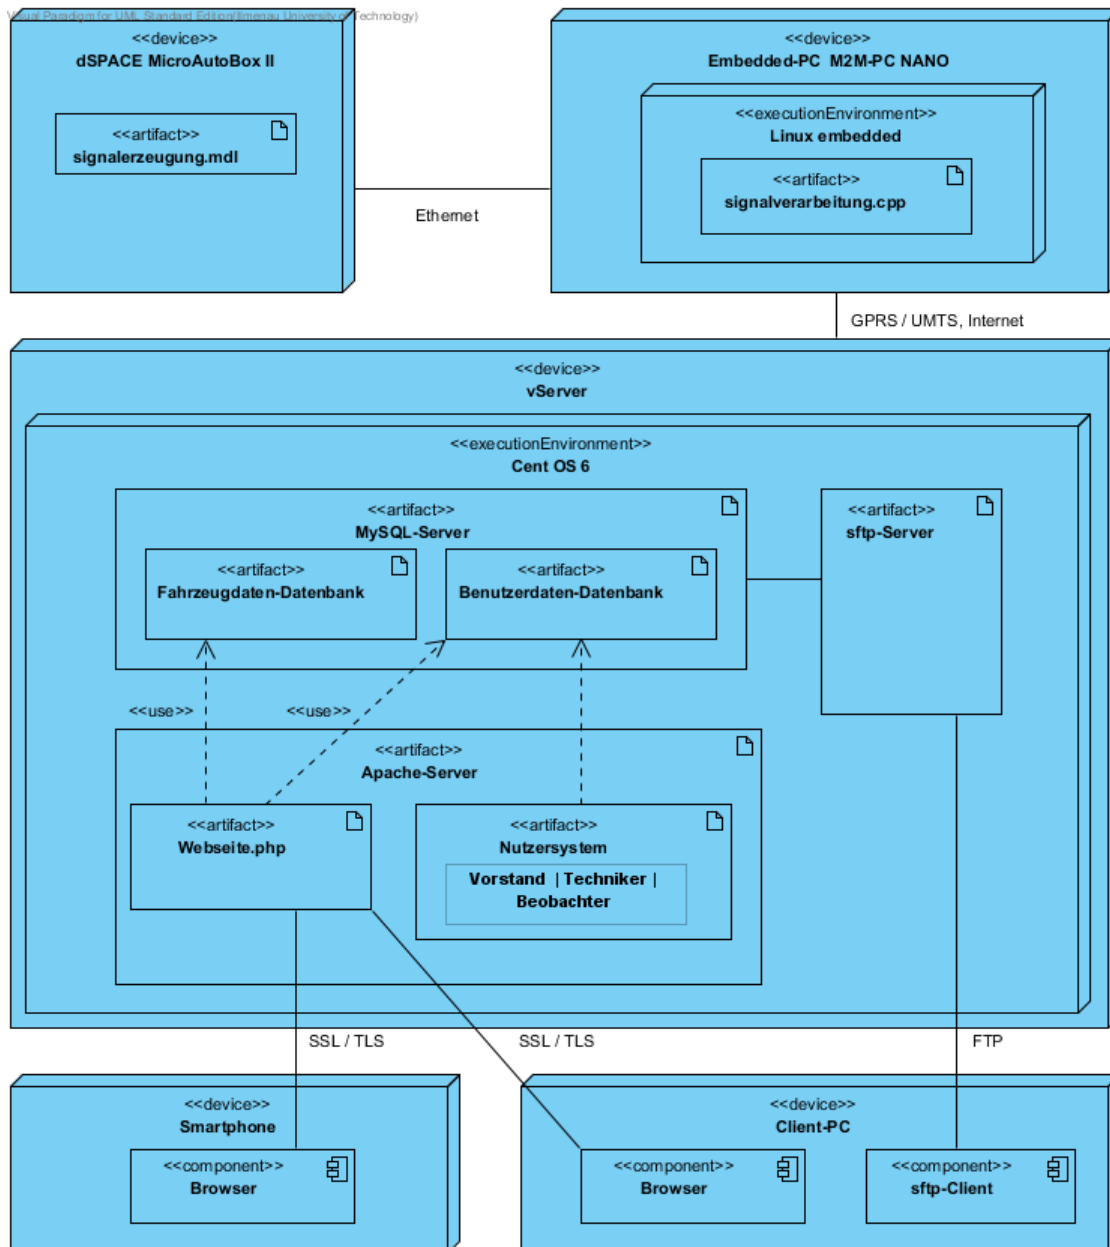 Visual Paradigm for UML Standard Edition(Ilmenau University of Technology)
<<device>>
dSPACE MicroAutoBox II
<<artifact>>
signalerzeugung.mdl
Ethernet
<<device>>
Embedded-PC M2M-PC NANO
<<executionEnvironment>>
Linux embedded
<<artifact>>
signalverarbeitung.cpp
GPRS / UMTS, Internet
<<device>>
vServer
<<executionEnvironment>>
Cent OS 6
<<artifact>>
MySQL-Server
<<artifact>>
Fahrzeugdaten-Datenbank
<<artifact>>
Benutzerdaten-Datenbank
<<artifact>>
sftp-Server
<<use>>
<<use>>
<<artifact>>
Apache-Server
<<artifact>>
Webseite.php
<<artifact>>
Nutzersystem
Vorstand | Techniker |
Beobachter
SSL / TLS
SSL / TLS
FTP
<<device>>
Smartphone
<<component>>
Browser
<<device>>
Client-PC
<<component>>
Browser
<<component>>
sftp-Client